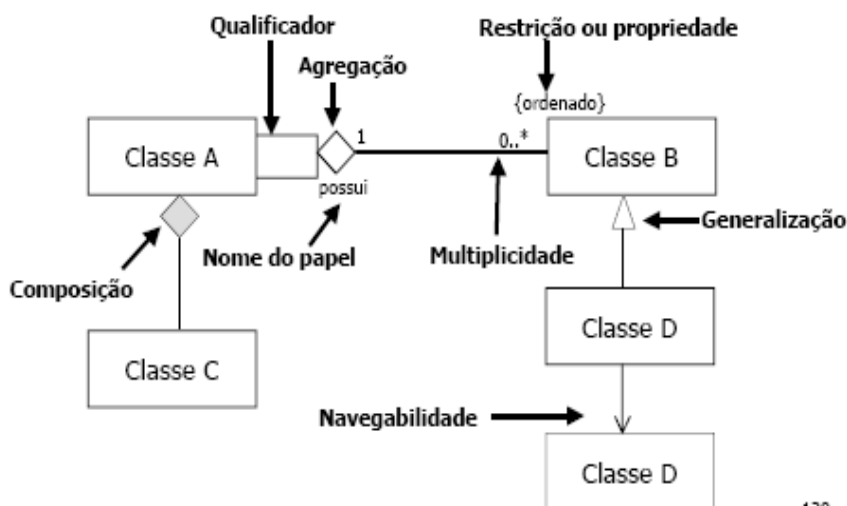 Qualificador
Restrição ou propriedade
Agregação
{ordenado}
Classe A
1
0..*
Classe B
possui
Generalização
Nome do papel
Multiplicidade
Composição
Classe D
Classe C
Navegabilidade
Classe D